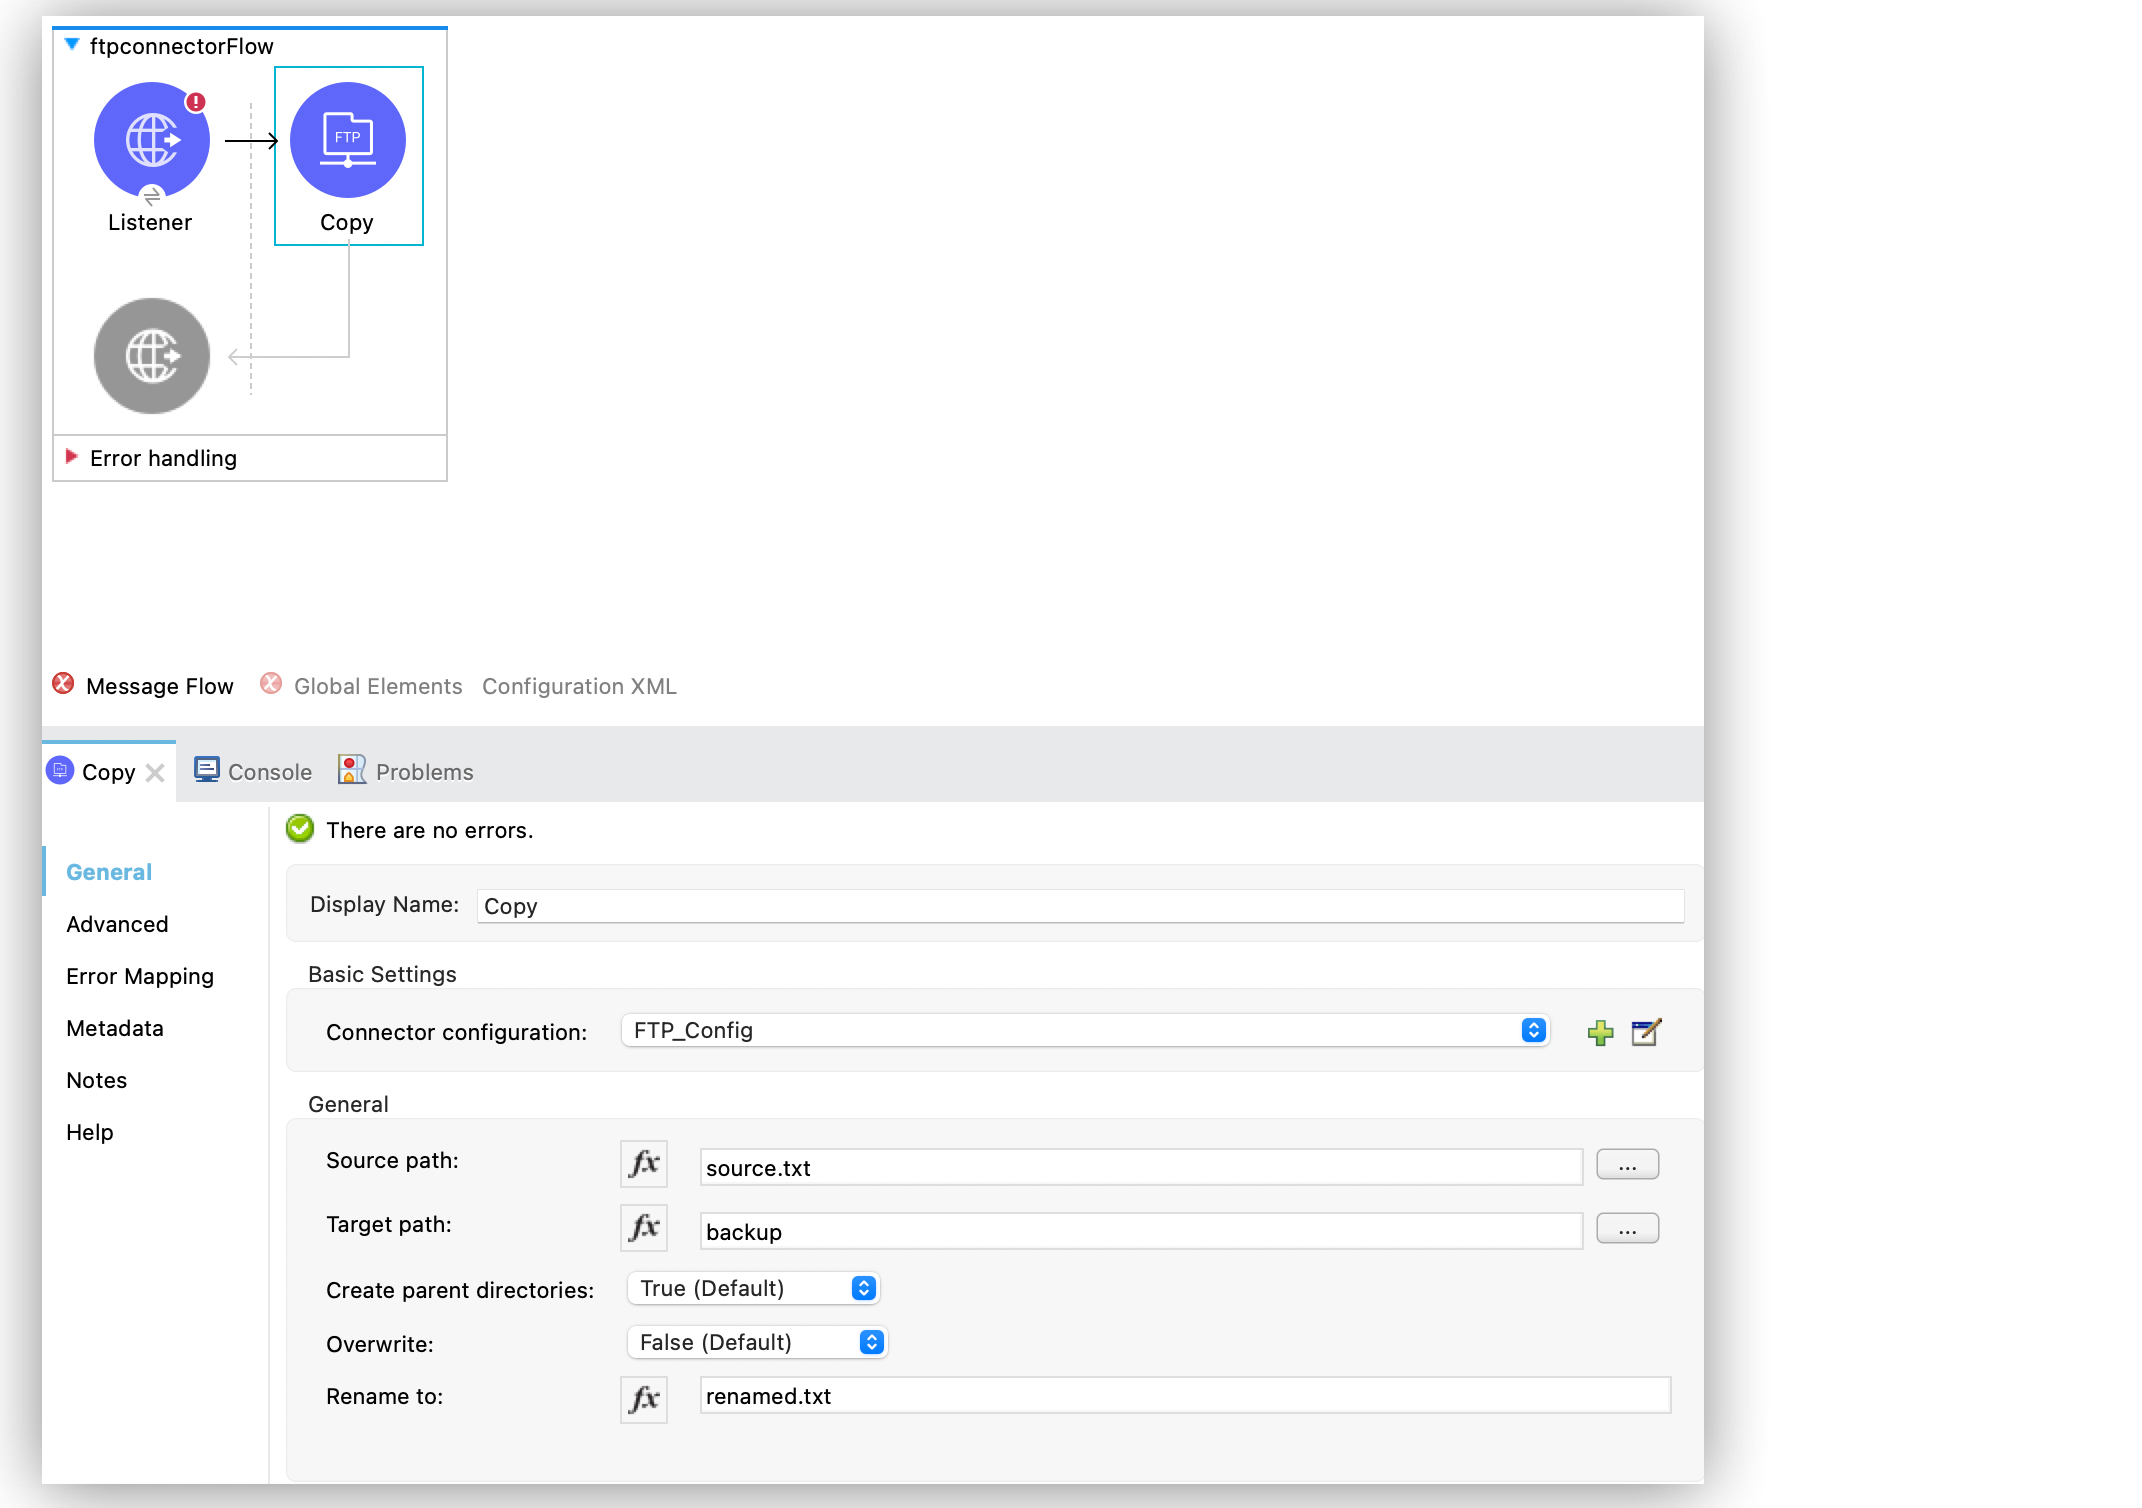 ftpconnectorFlow
FTP
Listener
Copy
Error handling
Message Flow Global Elements Configuration XML
Copy Console Problems
There are no errors.
General
Advanced
Error Mapping
Metadata
Notes
Help
Display Name: Copy
Basic Settings
Connector configuration: FTP_Config
General
Source path: fx source.txt ...
Target path: fx backup ...
Create parent directories: True (Default)
Overwrite: False (Default)
Rename to: fx renamed.txt